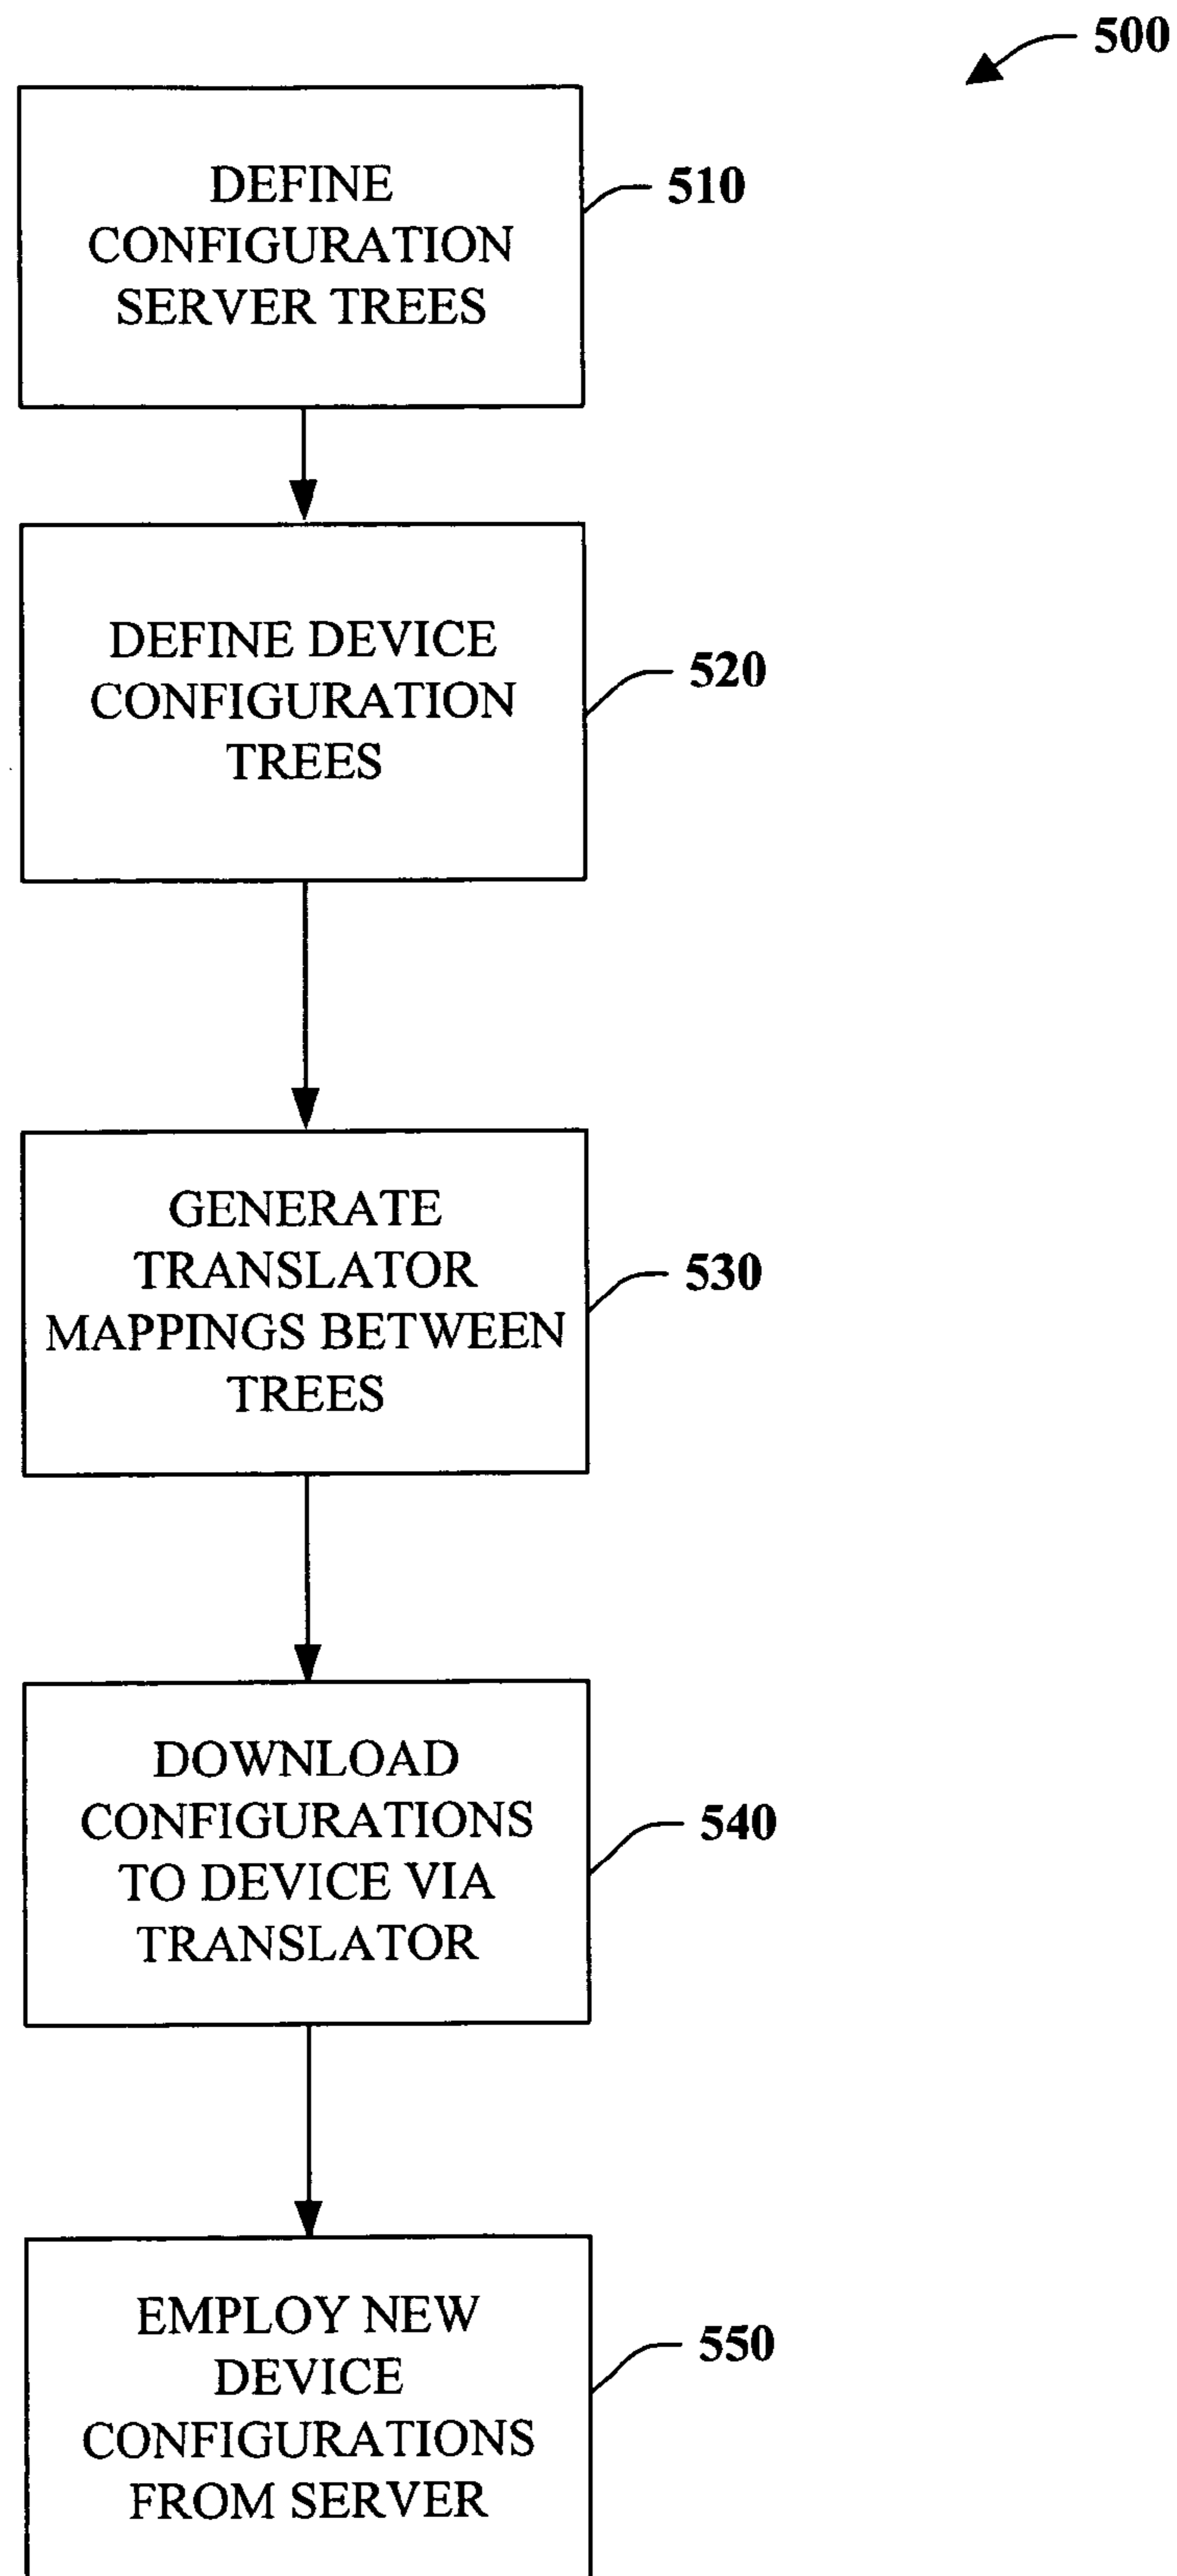 500
DEFINE
CONFIGURATION
SERVER TREES
510
DEFINE DEVICE
CONFIGURATION
TREES
520
GENERATE
TRANSLATOR
MAPPINGS BETWEEN
TREES
530
DOWNLOAD
CONFIGURATIONS
TO DEVICE VIA
TRANSLATOR
540
EMPLOY NEW
DEVICE
CONFIGURATIONS
FROM SERVER
550